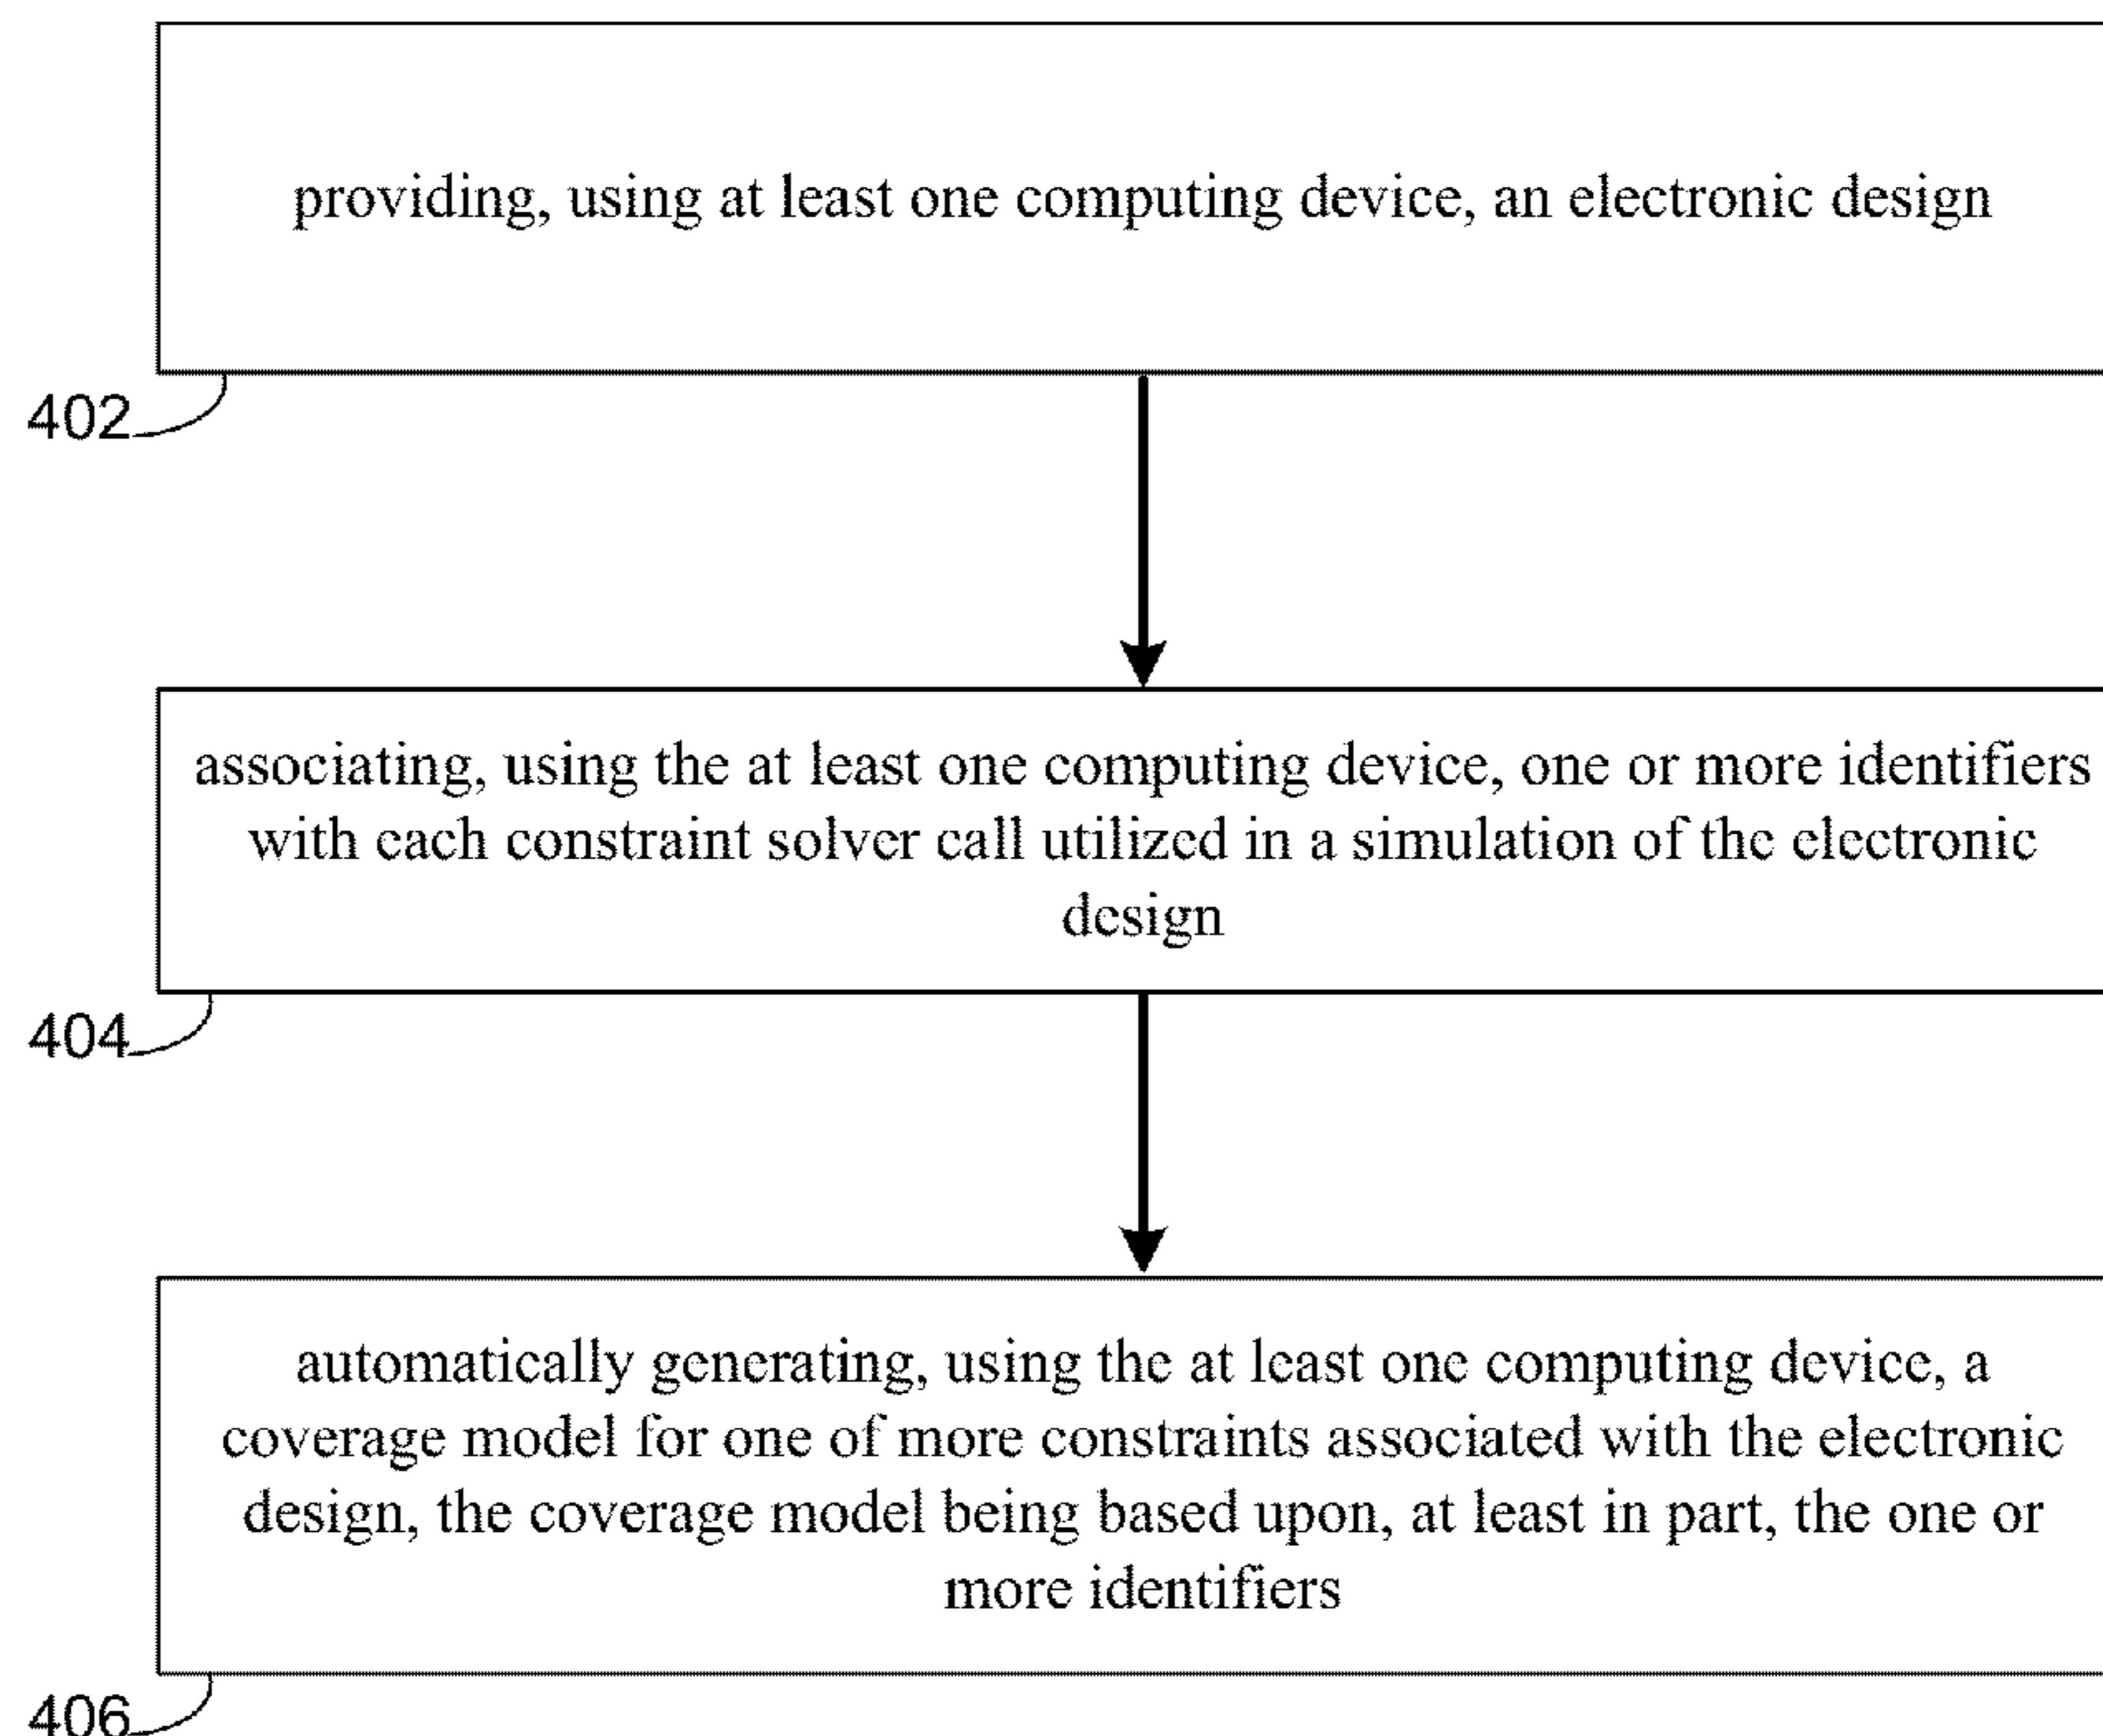 providing, using at least one computing device, an electronic design
402
associating, using the at least one computing device, one or more identifiers
with each constraint solver call utilized in a simulation of the electronic
design
404
automatically generating, using the at least one computing device, a
coverage model for one of more constraints associated with the electronic
design, the coverage model being based upon, at least in part, the one or
more identifiers
406